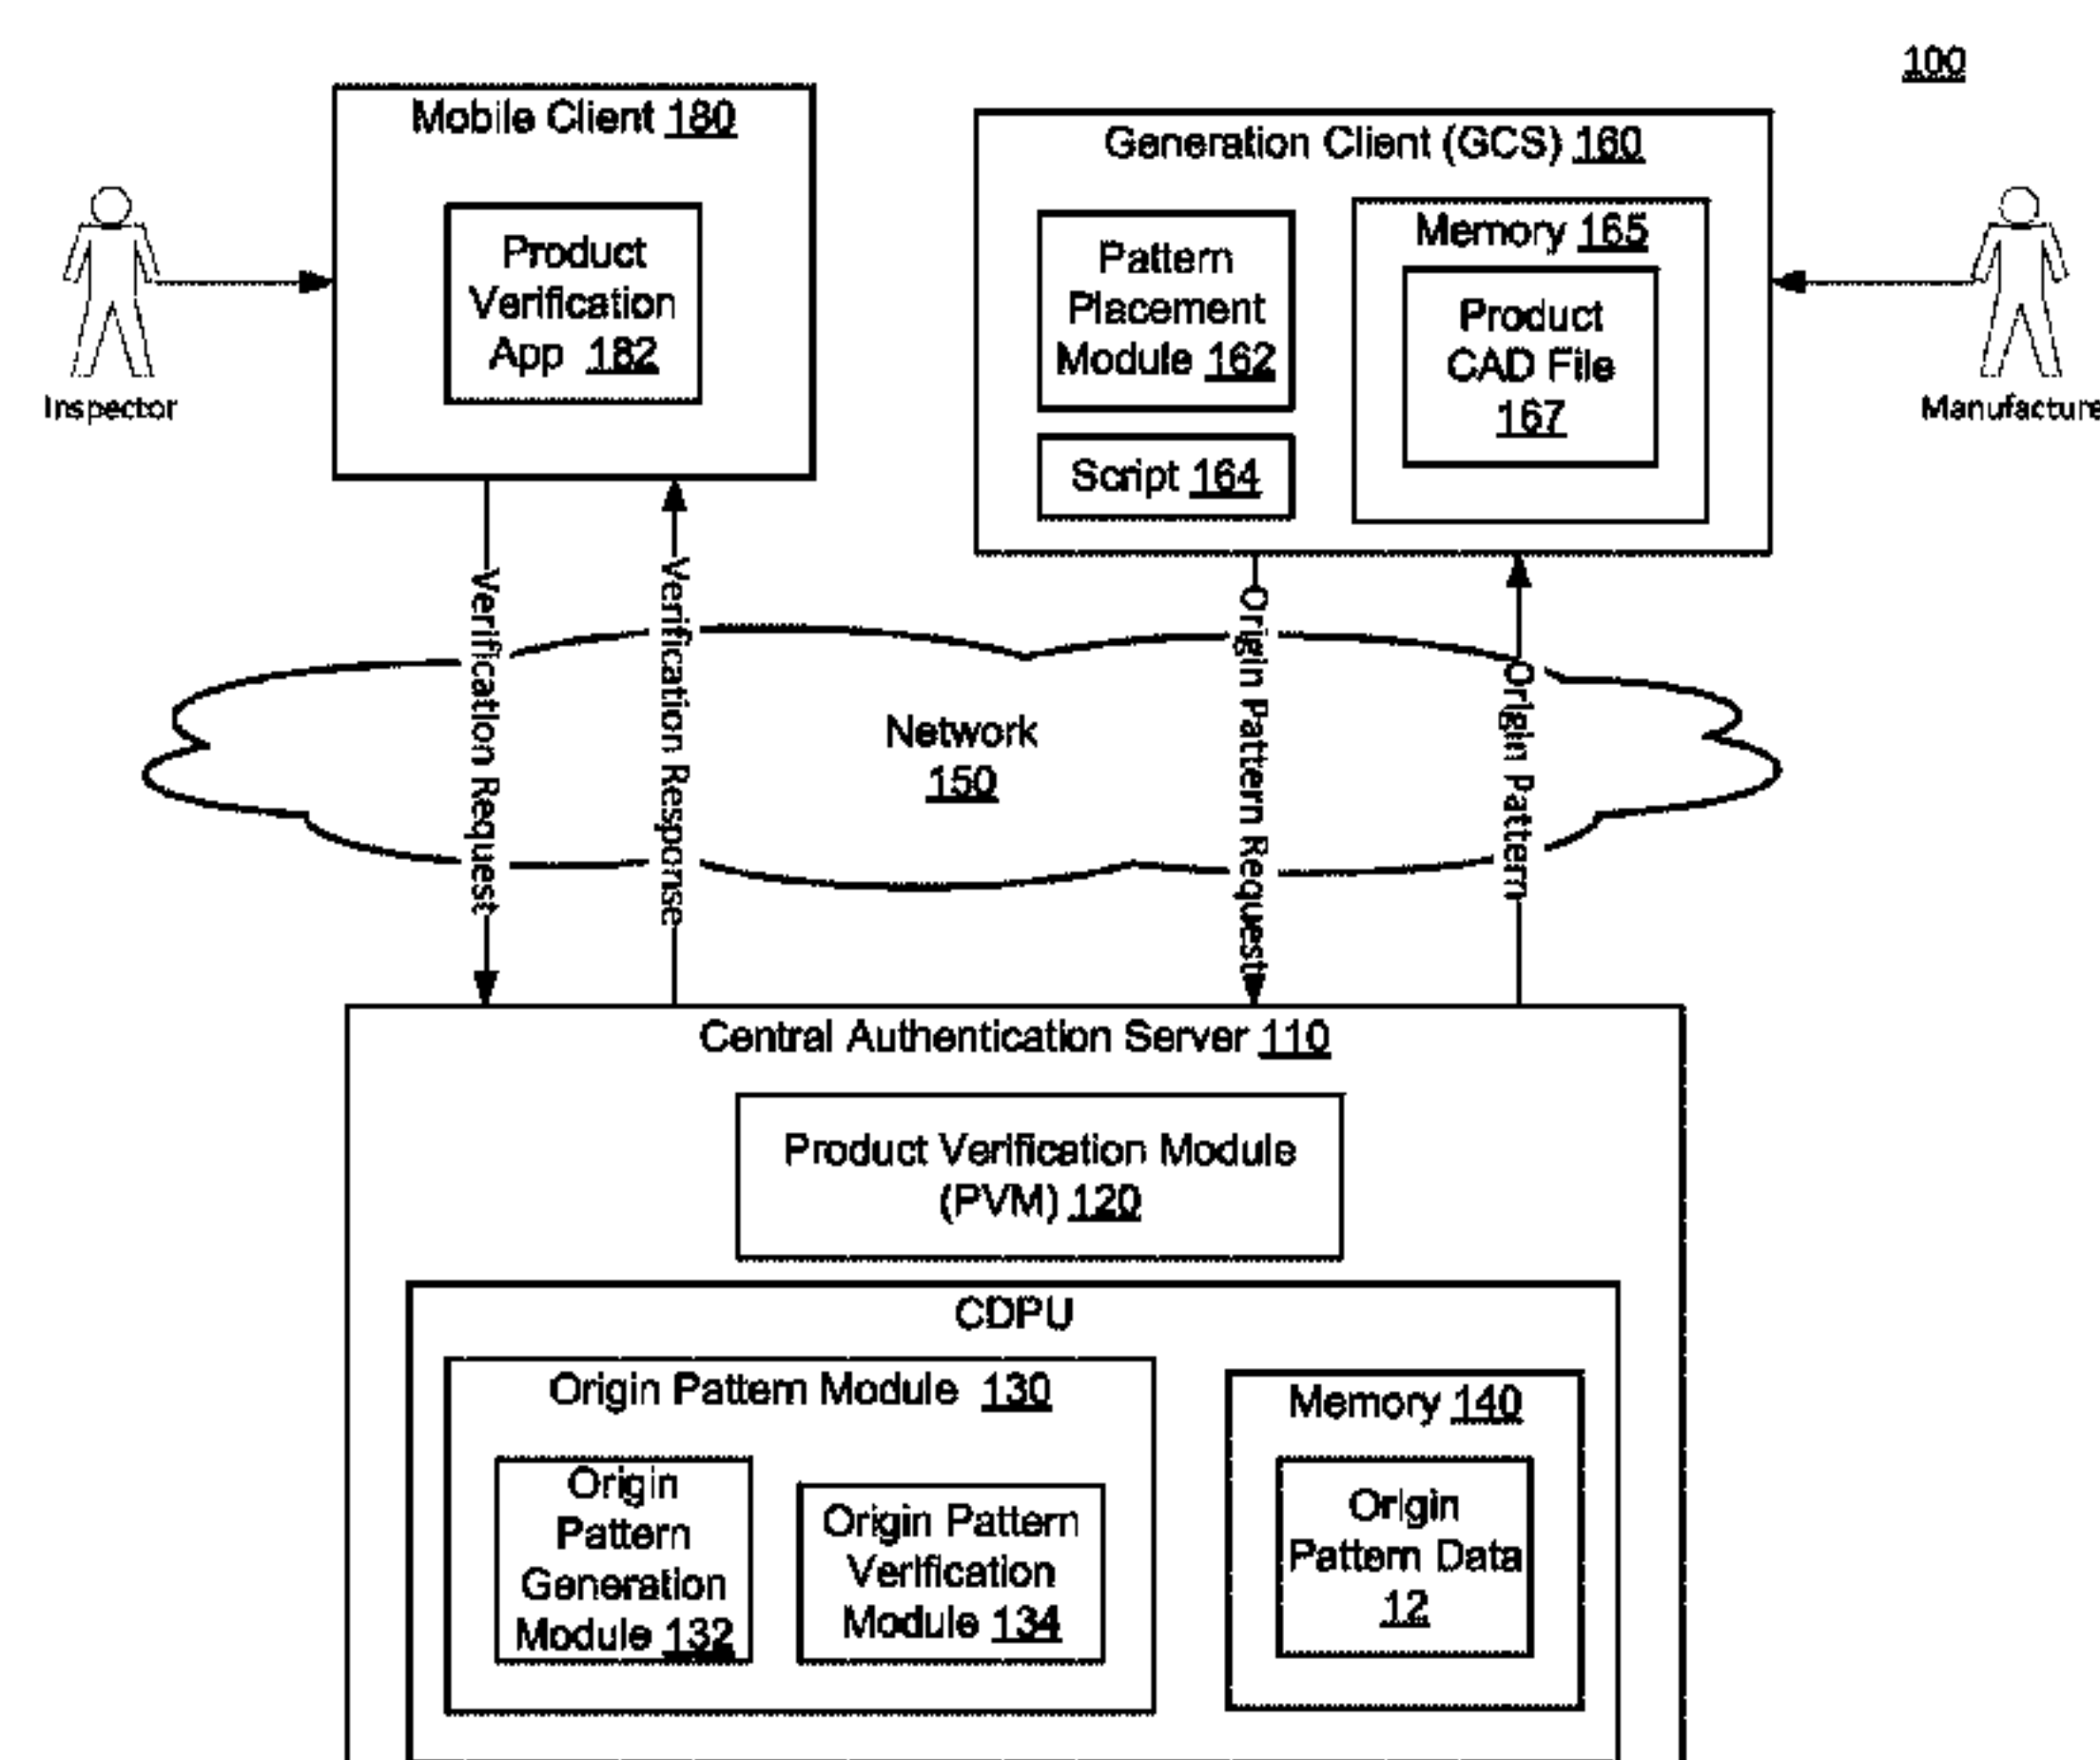 100
Mobile Client 180
Product
Verification
App 182
Inspector
Generation Client (GCS) 160
Pattern
Placement
Module 162
Script 164
Memory 165
Product
CAD File
167
Manufacture
Verification Request
Verification Response
Network
150
Origin Pattern Request
Origin Pattern
Central Authentication Server 110
Product Verification Module
(PVM) 120
CDPU
Origin Pattern Module 130
Origin
Pattern
Generation
Module 132
Origin Pattern
Verification
Module 134
Memory 140
Origin
Pattern Data
12